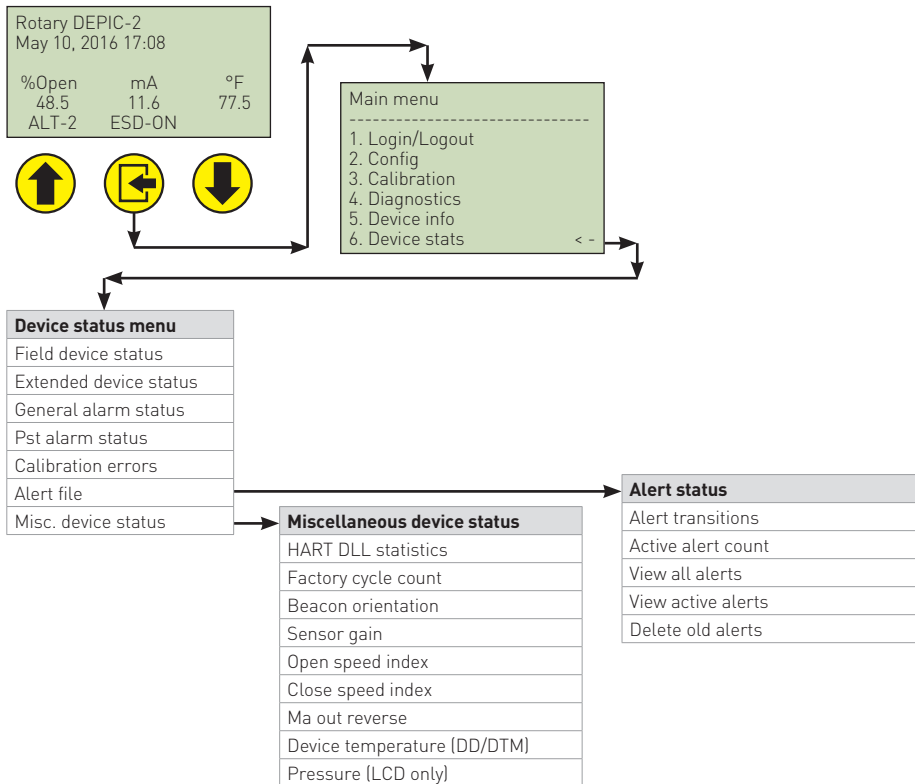 Rotary DEPIC-2
May 10, 2016 17:08
%Open mA °F
48.5 11.6 77.5
ALT-2 ESD-ON
Main menu
------------------------------
1. Login/Logout
2. Config
3. Calibration
4. Diagnostics
5. Device info
6. Device stats < -
Device status menu
Field device status
Extended device status
General alarm status
Pst alarm status
Calibration errors
Alert file
Misc. device status
Miscellaneous device status
HART DLL statistics
Factory cycle count
Beacon orientation
Sensor gain
Open speed index
Close speed index
Ma out reverse
Device temperature (DD/DTM)
Pressure (LCD only)
Alert status
Alert transitions
Active alert count
View all alerts
View active alerts
Delete old alerts